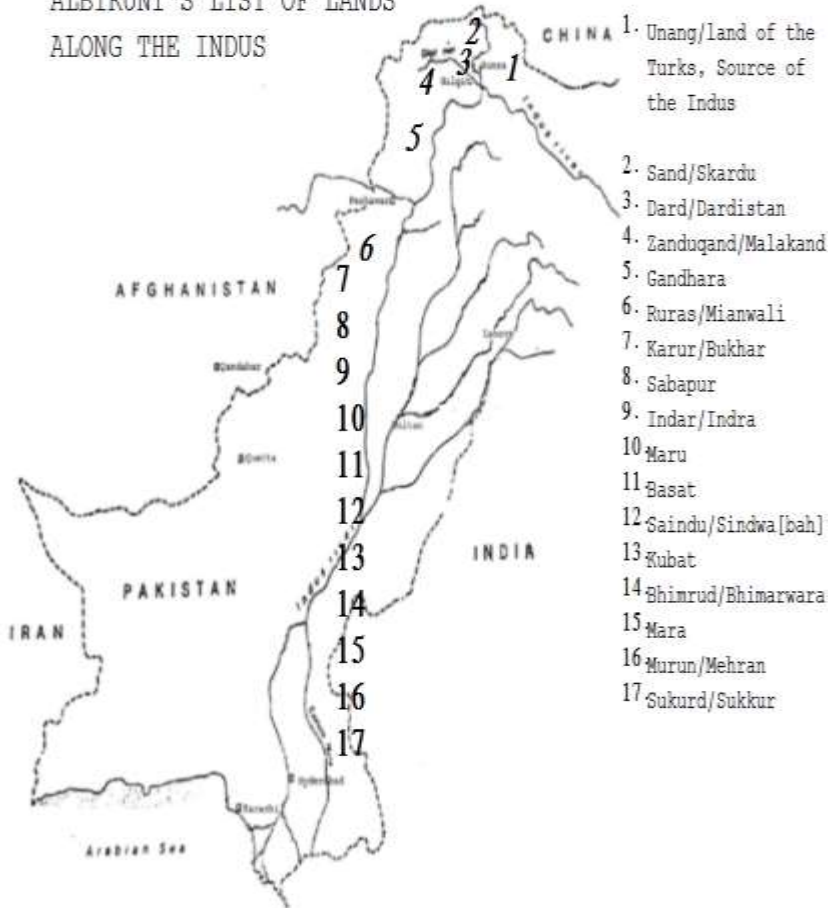 ALBIRUNI'S LIST OF LANDS
ALONG THE INDUS
CHINA
1. Unang/land of the
Turks, Source of
the Indus
2. Sand/Skardu
3. Dard/Dardistan
4. Zanduqand/Malakand
5. Gandhara
6. Ruras/Mianwali
7. Karur/Bukhar
8. Sabapur
9. Indar/Indra
10. Maru
11. Basat
12. Saindu/Sindwa[bah]
13. Kubat
14. Bhimrud/Bhimarwara
15. Mara
16. Murun/Mehran
17. Sukurd/Sukkur
2
3
1
4
5
Peshawar
6
AFGHANISTAN
7
8
9
Qandahar
Lahore
10
Multan
11
Quetta
12
13
INDIA
PAKISTAN
14
IRAN
15
16
17
Hyderabad
Karachi
Arabian Sea